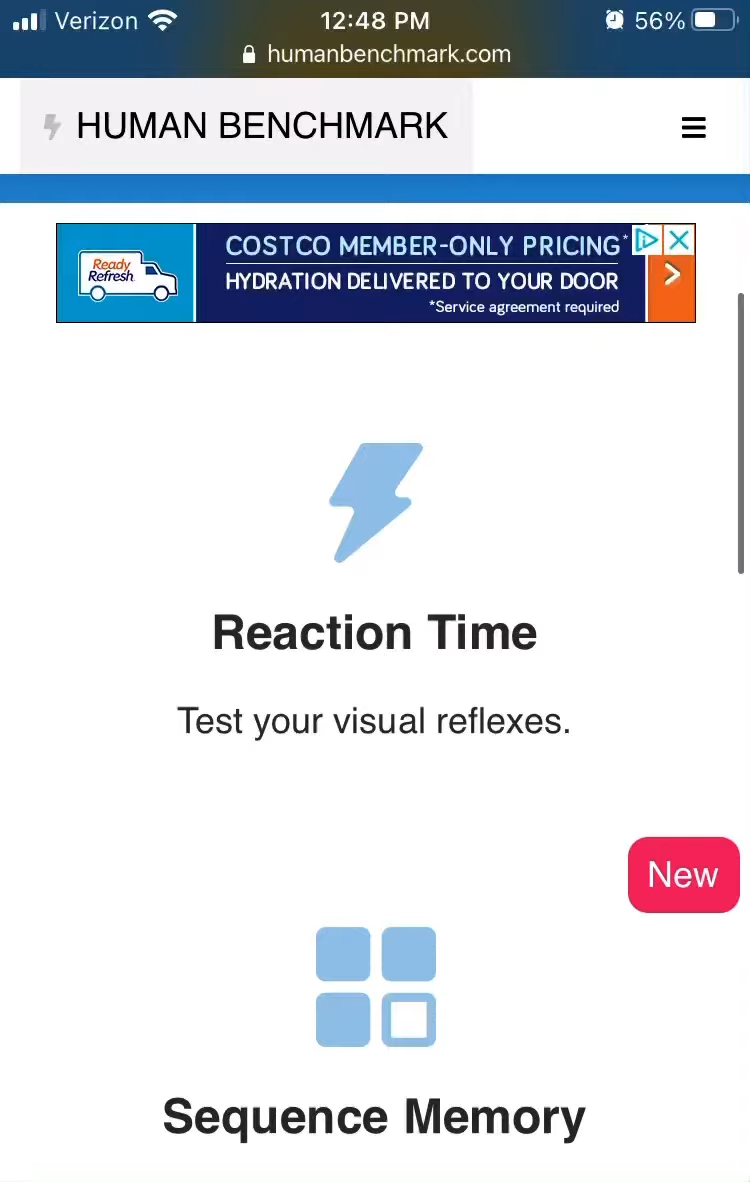 Verizon 12:48 PM 56%
humanbenchmark.com
HUMAN BENCHMARK
Ready
Refresh
COSTCO MEMBER-ONLY PRICING*
HYDRATION DELIVERED TO YOUR DOOR
*Service agreement required
Reaction Time
Test your visual reflexes.
New
Sequence Memory